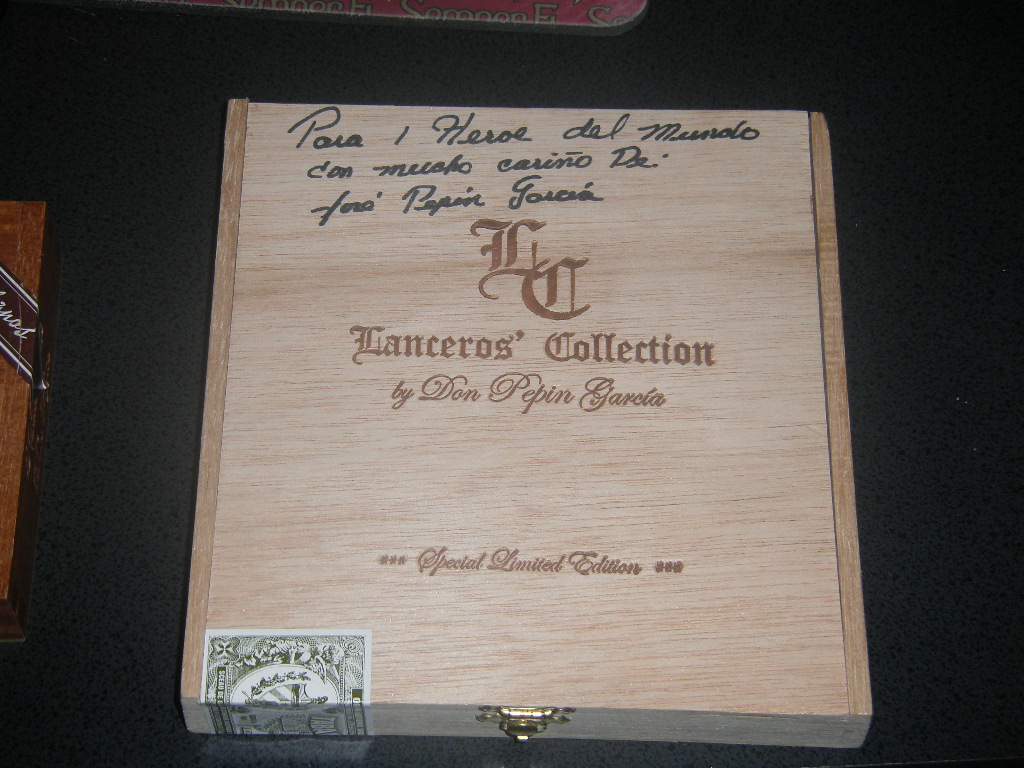 Para 1 Heroe del Mundo
con mucho cariño De:
José Pepin Garcia
LC
Lanceros' Collection
by Don Pepin García
*** Special Limited Edition ***